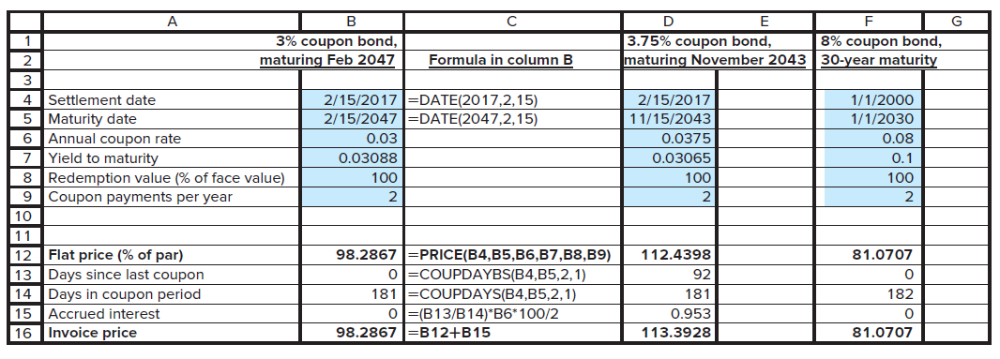 A B C D E F G
1 3% coupon bond, 3.75% coupon bond, 8% coupon bond,
2 maturing Feb 2047 Formula in column B maturing November 2043 30-year maturity
3
4 Settlement date 2/15/2017 =DATE(2017,2,15) 2/15/2017 1/1/2000
5 Maturity date 2/15/2047 =DATE(2047,2,15) 11/15/2043 1/1/2030
6 Annual coupon rate 0.03 0.0375 0.08
7 Yield to maturity 0.03088 0.03065 0.1
8 Redemption value (% of face value) 100 100 100
9 Coupon payments per year 2 2 2
10
11
12 Flat price (% of par) 98.2867 =PRICE(B4,B5,B6,B7,B8,B9) 112.4398 81.0707
13 Days since last coupon 0 =COUPDAYBS(B4,B5,2,1) 92 0
14 Days in coupon period 181 =COUPDAYS(B4,B5,2,1) 181 182
15 Accrued interest 0 =(B13/B14)*B6*100/2 0.953 0
16 Invoice price 98.2867 =B12+B15 113.3928 81.0707